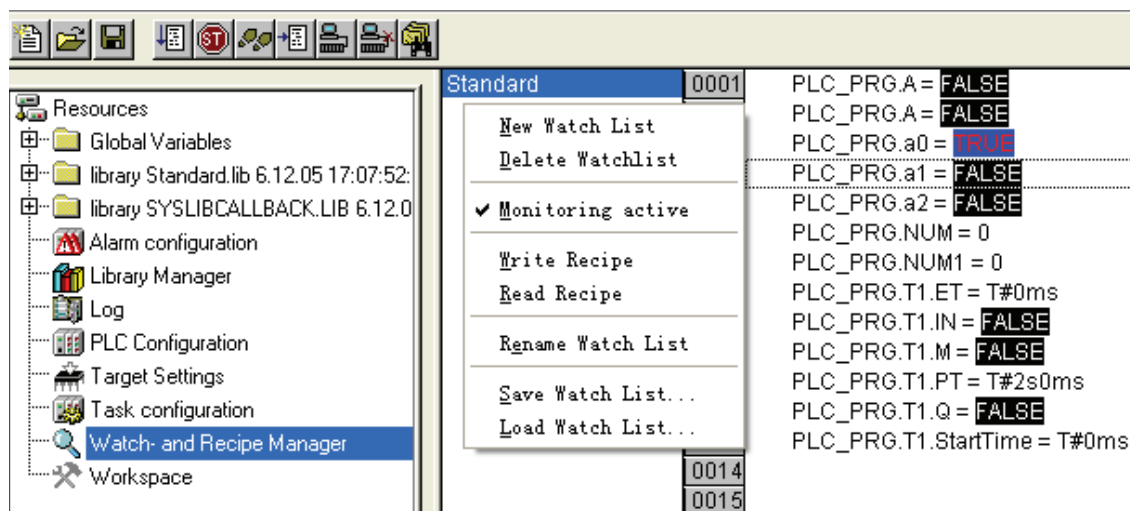 ST
Resources
Global Variables
library Standard.lib 6.12.05 17:07:52:
library SYSLIBCALLBACK.LIB 6.12.0
Alarm configuration
Library Manager
Log
PLC Configuration
Target Settings
Task configuration
Watch- and Recipe Manager
Workspace
Standard
New Watch List
Delete Watchlist
Monitoring active
Write Recipe
Read Recipe
Rename Watch List
Save Watch List...
Load Watch List...
0001
0014
0015
PLC_PRG.A = FALSE
PLC_PRG.A = FALSE
PLC_PRG.a0 = TRUE
PLC_PRG.a1 = FALSE
PLC_PRG.a2 = FALSE
PLC_PRG.NUM = 0
PLC_PRG.NUM1 = 0
PLC_PRG.T1.ET = T#0ms
PLC_PRG.T1.IN = FALSE
PLC_PRG.T1.M = FALSE
PLC_PRG.T1.PT = T#2s0ms
PLC_PRG.T1.Q = FALSE
PLC_PRG.T1.StartTime = T#0ms